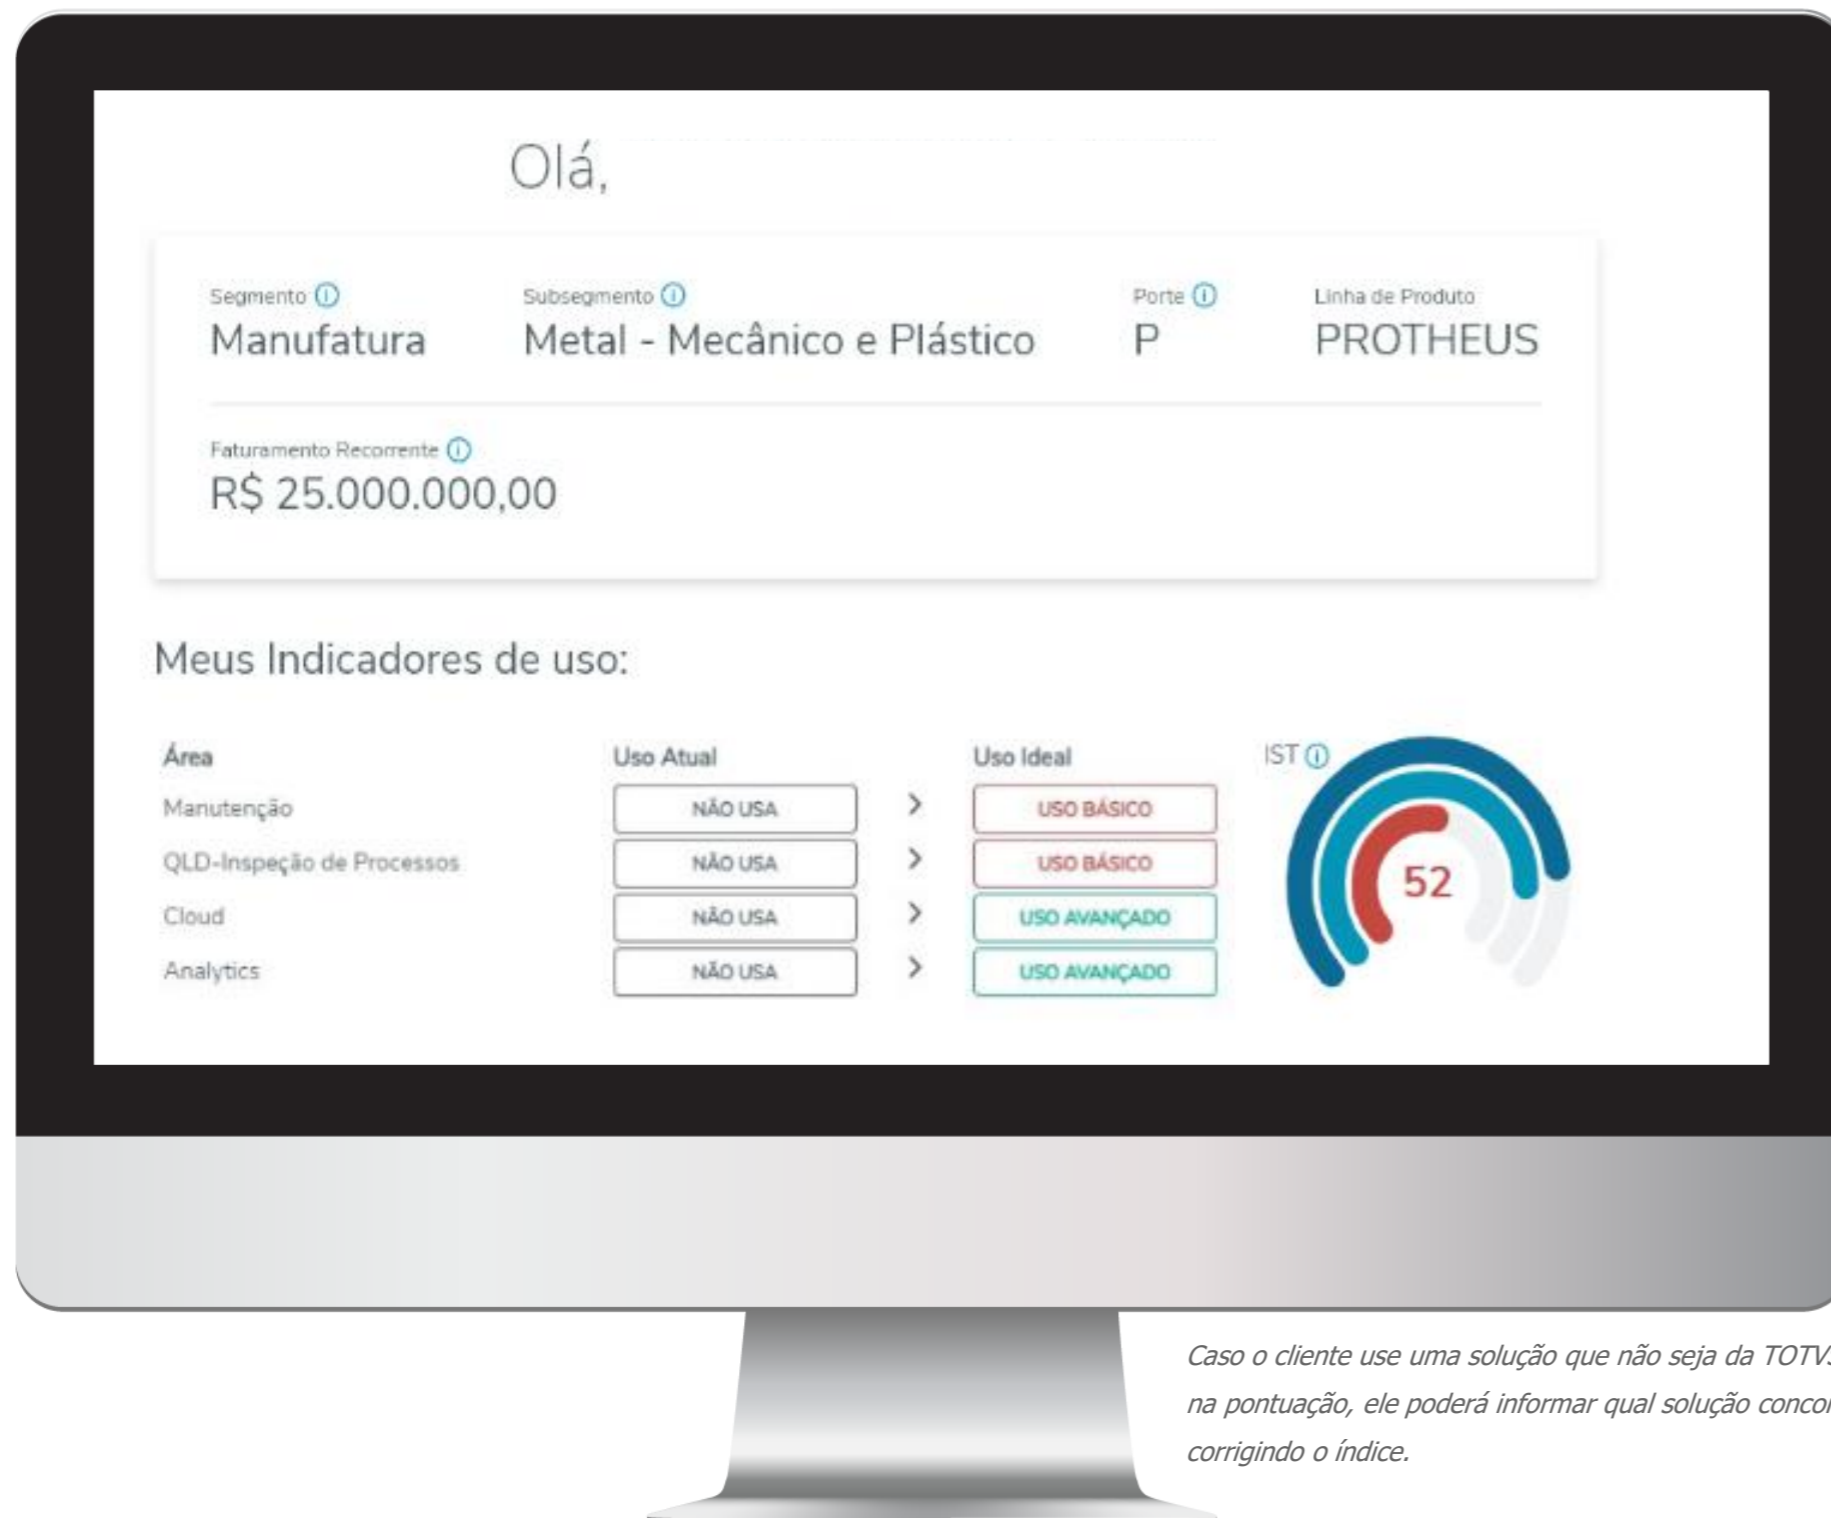 Olá,
Segmento Subsegmento Porte Linha de Produto
Manufatura Metal - Mecânico e Plástico P PROTHEUS
Faturamento Recorrente
R$ 25.000.000,00
Meus Indicadores de uso:
Área Uso Atual Uso Ideal IST
Manutenção NÃO USA > USO BÁSICO
QLD-Inspeção de Processos NÃO USA > USO BÁSICO
52
Cloud NÃO USA > USO AVANÇADO
Analytics NÃO USA > USO AVANÇADO
Caso o cliente use uma solução que não seja da TOTVS
na pontuação, ele poderá informar qual solução
corrigindo o índice.